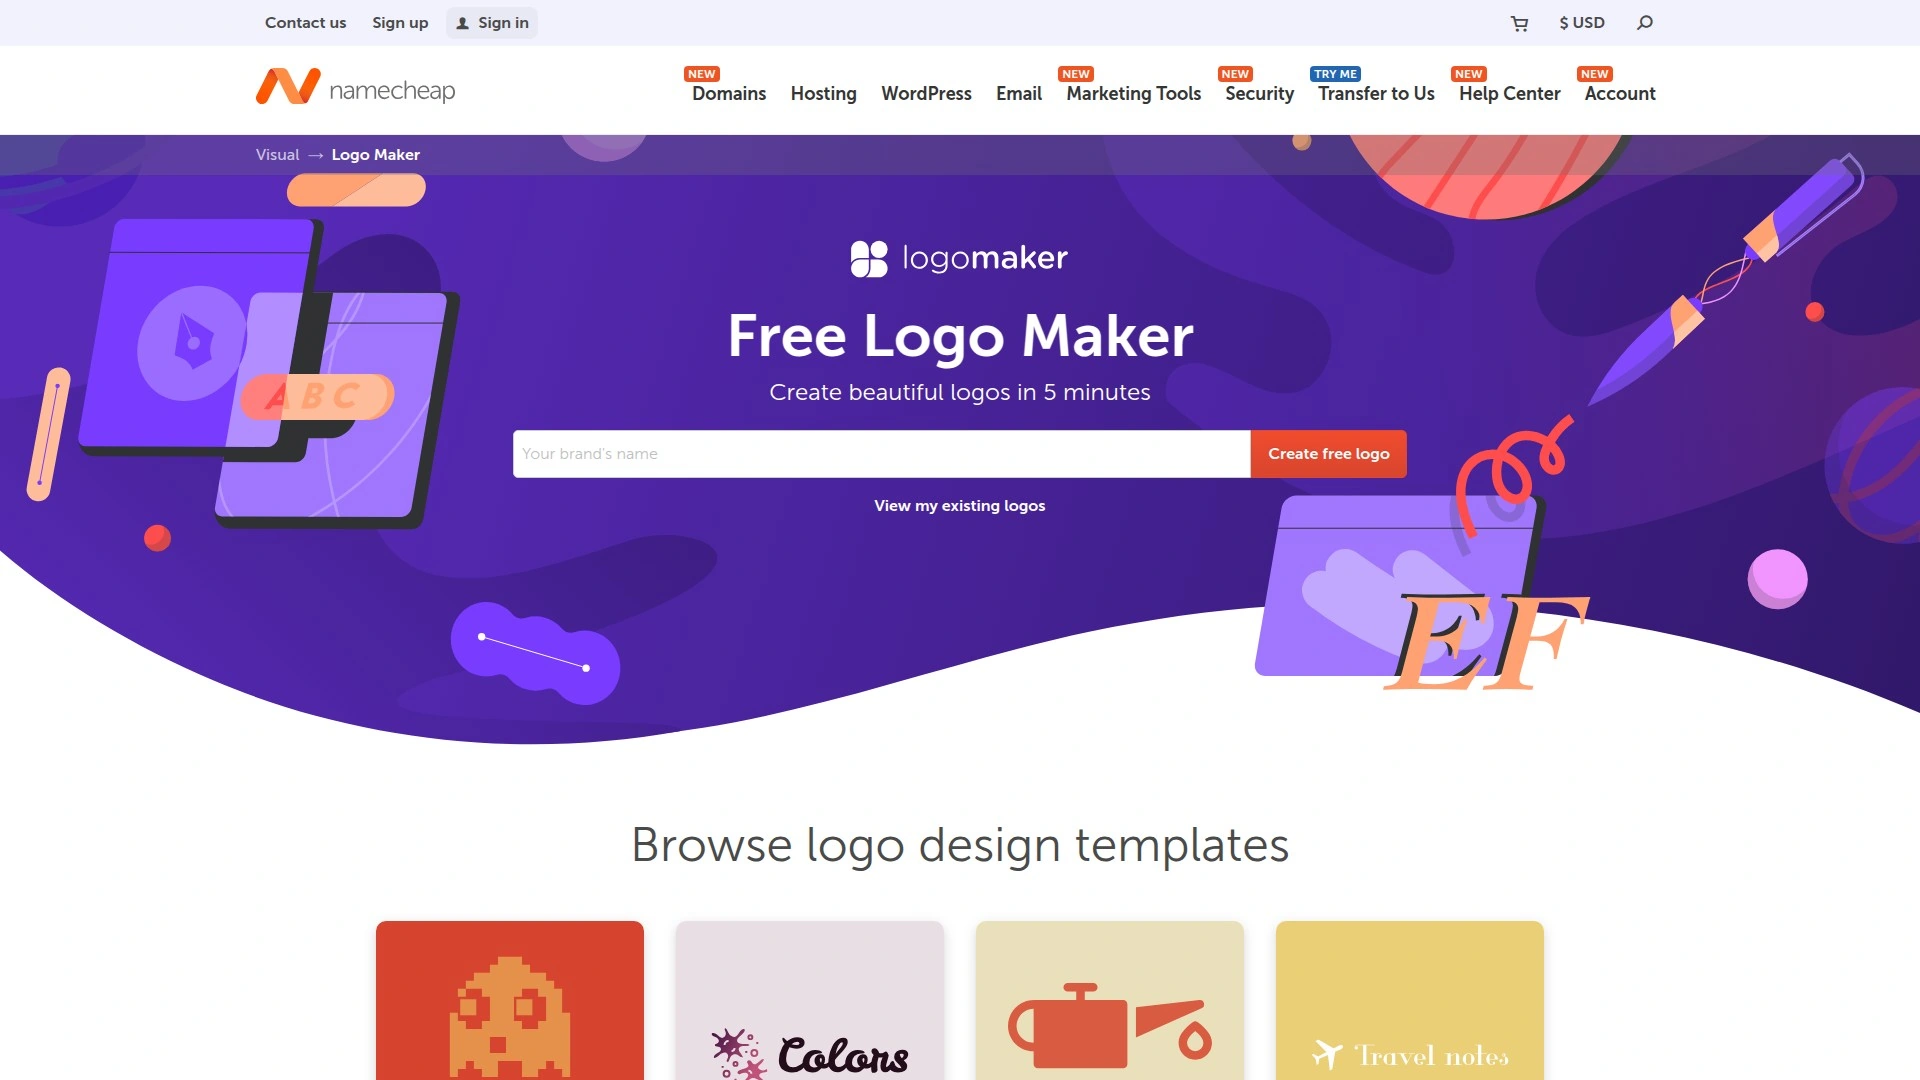 Contact us
Sign up
Sign in
$ USD
namecheap
NEW
Domains
Hosting
WordPress
Email
NEW
Marketing Tools
NEW
Security
TRY ME
Transfer to Us
NEW
Help Center
NEW
Account
Visual → Logo Maker
logomaker
Free Logo Maker
Create beautiful logos in 5 minutes
Your brand's name
Create free logo
View my existing logos
ABC
EF
Browse logo design templates
Colors
Travel notes